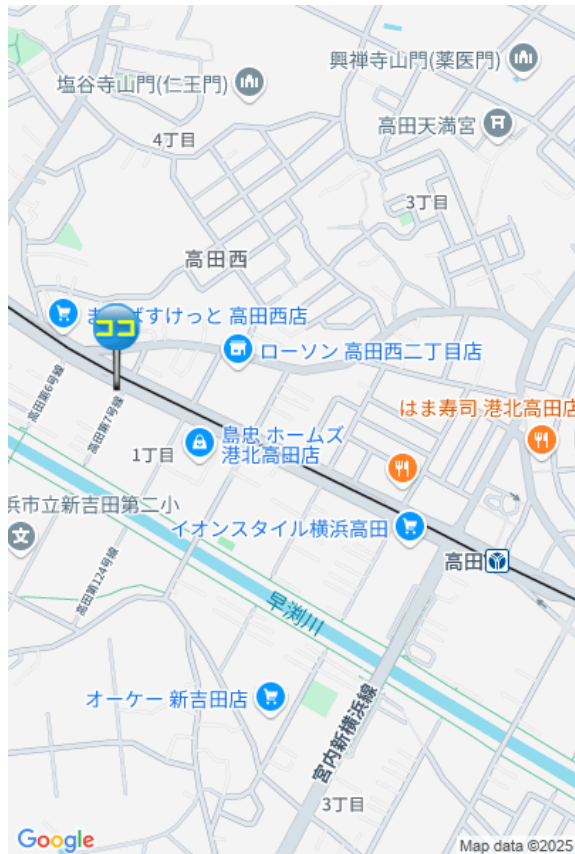 興禅寺山門(薬医門)
塩谷寺山門(仁王門)
高田天満宮
4丁目
3丁目
高田西
ばすけっと 高田西店
ココ
ローソン 高田西二丁目店
高田第6号線
高田第7号線
はま寿司 港北高田店
島忠 ホームズ
港北高田店
1丁目
浜市立新吉田第二小
イオンスタイル横浜高田
高田
高田第124号線
早渕川
オーケー 新吉田店
宮内新横浜線
3丁目
Google
Map data ©2025